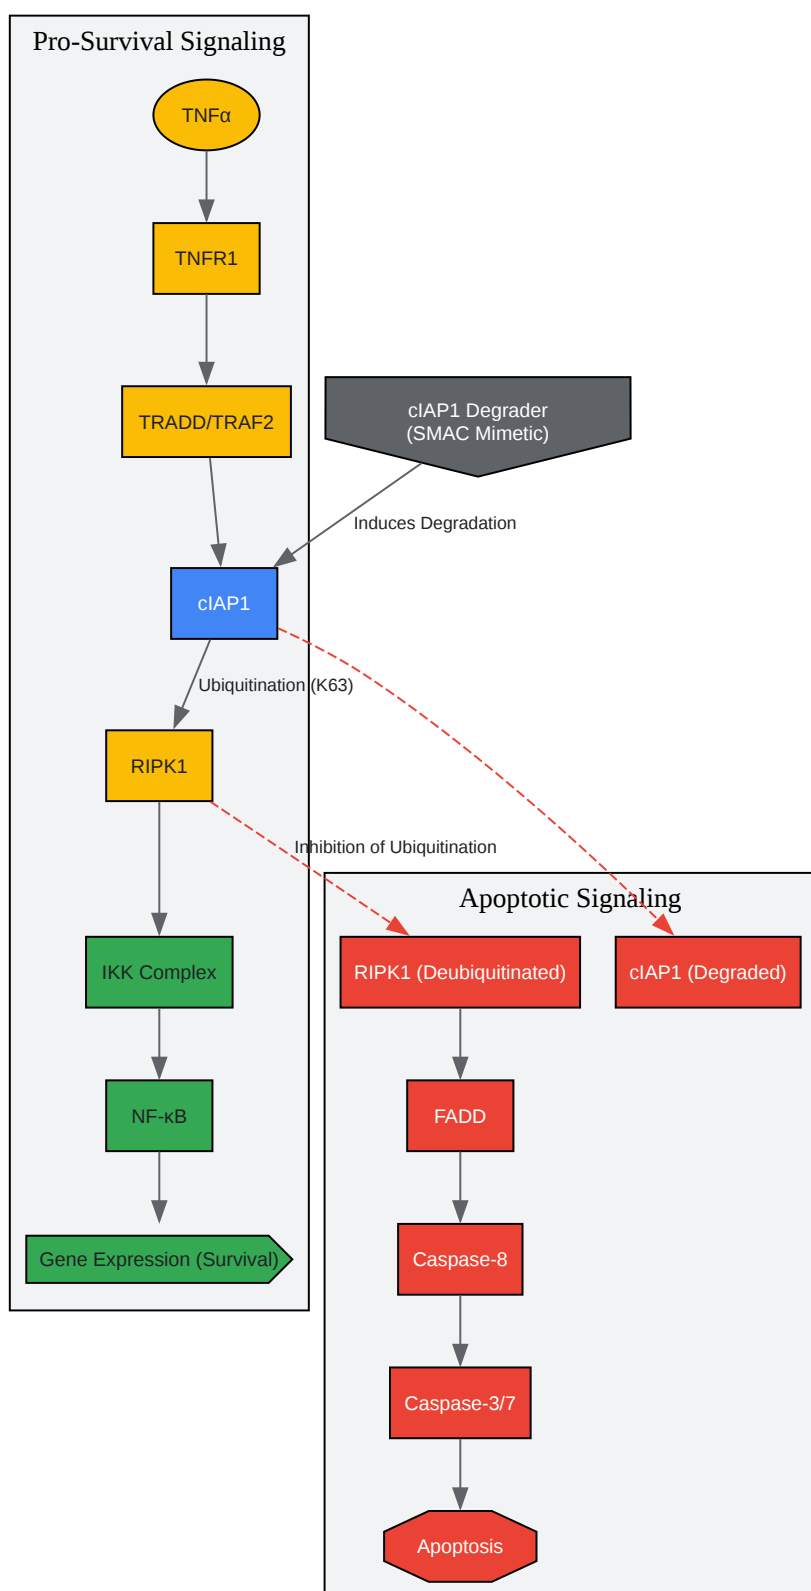 Pro-Survival Signaling
TNFα
TNFR1
TRADD/TRAF2
cIAP1 Degrader
(SMAC Mimetic)
Induces Degradation
cIAP1
Ubiquitination (K63)
RIPK1
Inhibition of Ubiquitination
Apoptotic Signaling
IKK Complex
RIPK1 (Deubiquitinated)
cIAP1 (Degraded)
NF-κB
FADD
Gene Expression (Survival)
Caspase-8
Caspase-3/7
Apoptosis